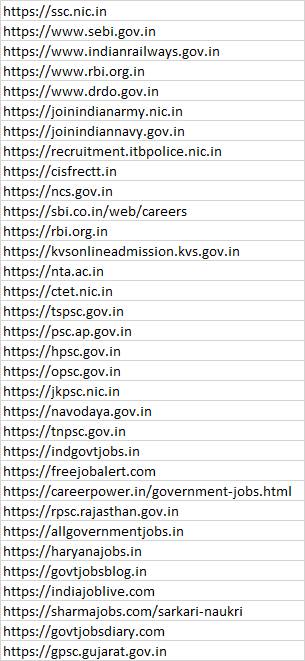 https://ssc.nic.in
https://www.sebi.gov.in
https://www.indianrailways.gov.in
https://www.rbi.org.in
https://www.drdo.gov.in
https://joinindianarmy.nic.in
https://joinindiannavy.gov.in
https://recruitment.itbpolice.nic.in
https://cisfrectt.in
https://ncs.gov.in
https://sbi.co.in/web/careers
https://rbi.org.in
https://kvsonlineadmission.kvs.gov.in
https://nta.ac.in
https://ctet.nic.in
https://tspsc.gov.in
https://psc.ap.gov.in
https://hpsc.gov.in
https://opsc.gov.in
https://jkpsc.nic.in
https://navodaya.gov.in
https://tnpsc.gov.in
https://indgovtjobs.in
https://freejobalert.com
https://careerpower.in/government-jobs.html
https://rpsc.rajasthan.gov.in
https://allgovernmentjobs.in
https://haryanajobs.in
https://govtjobsblog.in
https://indiajoblive.com
https://sharmajobs.com/sarkari-naukri
https://govtjobsdiary.com
https://gpsc.gujarat.gov.in